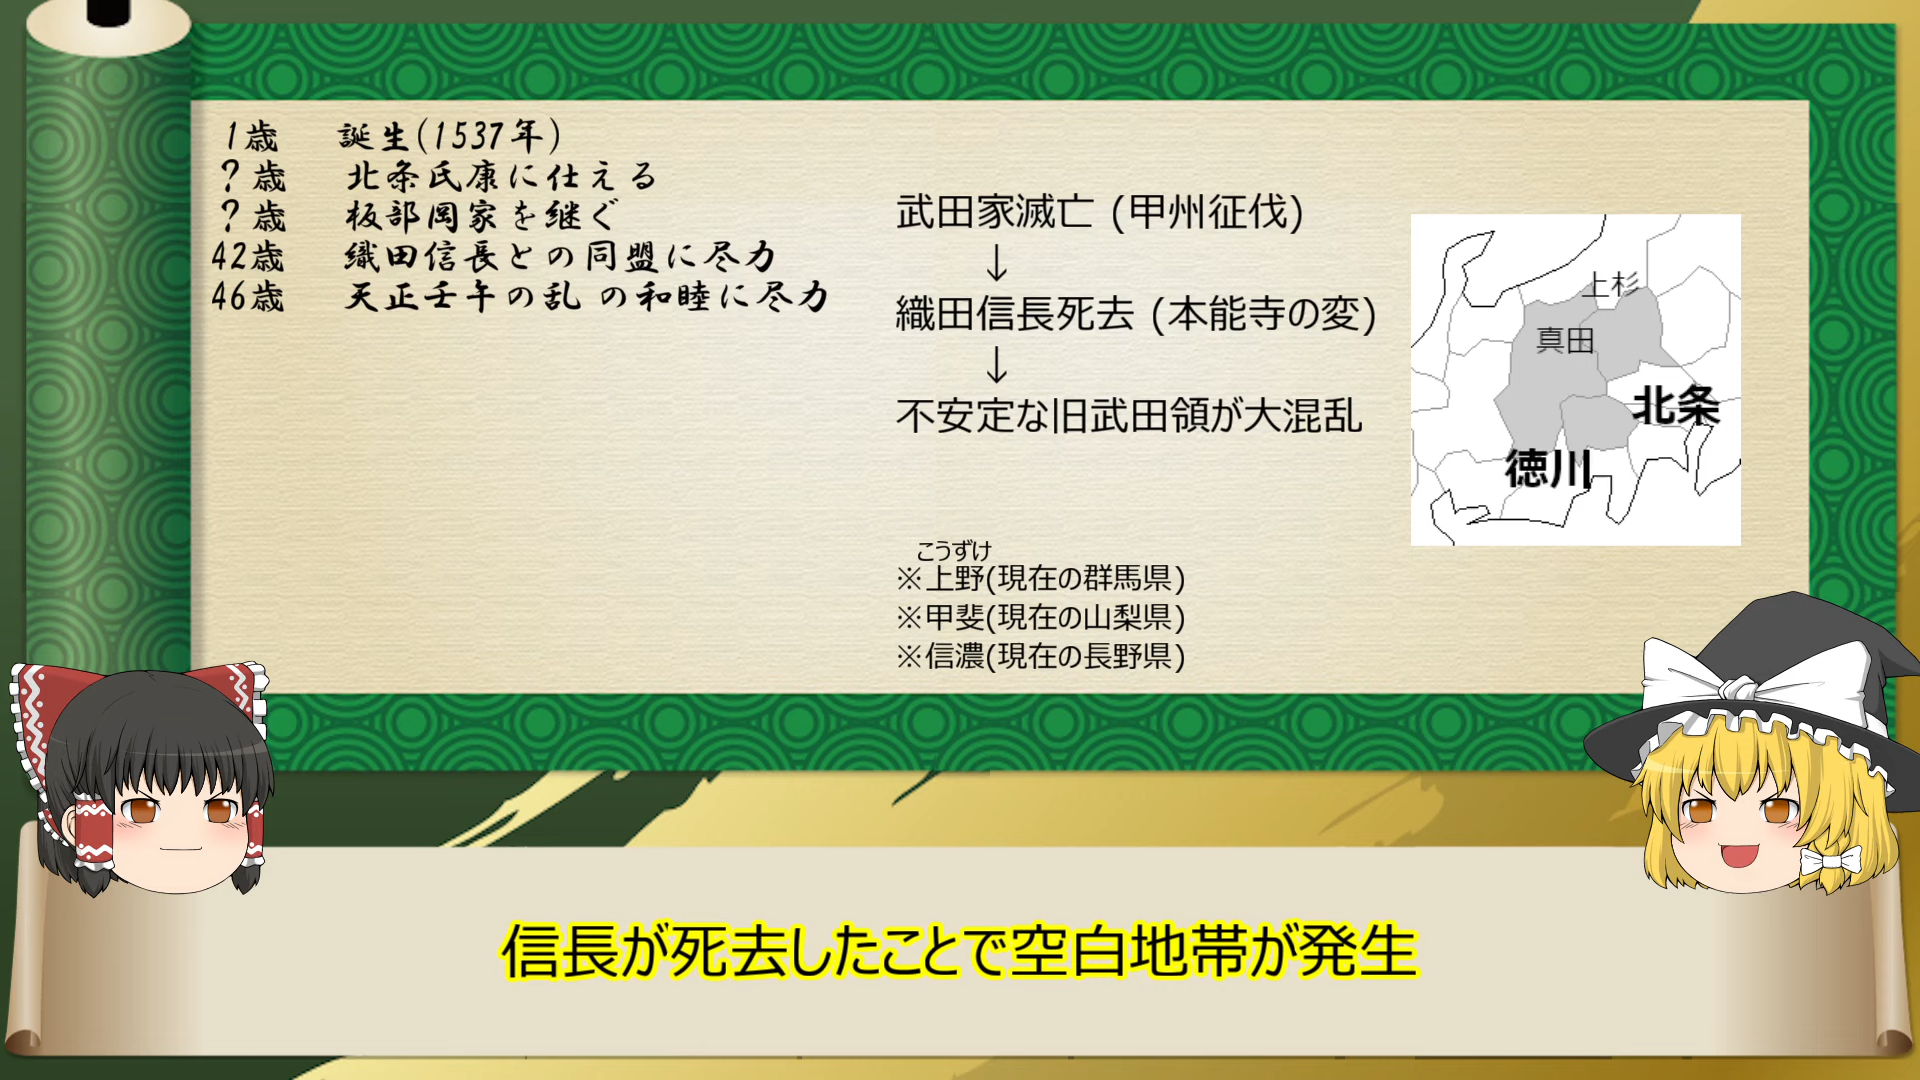 1歳 誕生(1537年)
?歳 北条氏康に仕える
?歳 板部岡家を継ぐ
42歳 織田信長との同盟に尽力
46歳 天正壬午の乱 の和睦に尽力
武田家滅亡 (甲州征伐)
↓
織田信長死去 (本能寺の変)
↓
不安定な旧武田領が大混乱
上杉
真田
北条
徳川
こうずけ
※上野(現在の群馬県)
※甲斐(現在の山梨県)
※信濃(現在の長野県)
信長が死去したことで空白地帯が発生